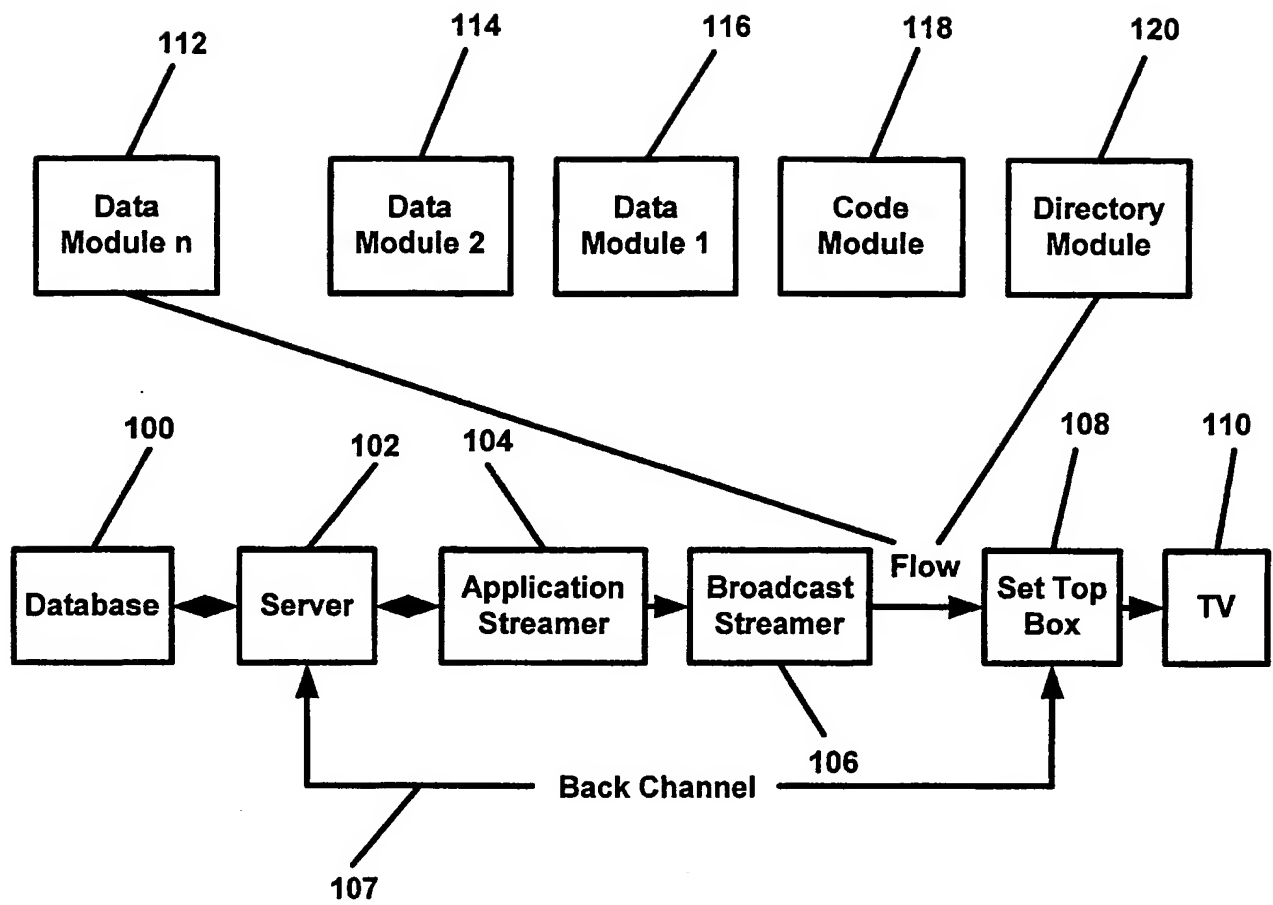 112
114
116
118
120
Data
Module n
Data
Module 2
Data
Module 1
Code
Module
Directory
Module
100
102
104
108
110
Database
Server
Application
Streamer
Broadcast
Streamer
Flow
Set Top
Box
TV
106
Back Channel
107